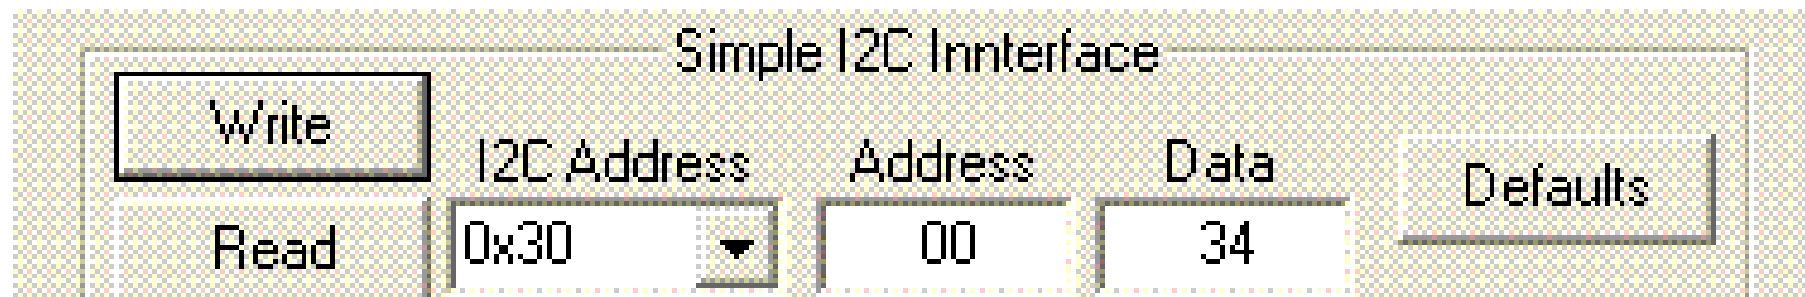 Simple I2C Innterface
Write
I2C Address Address Data Defaults
Read 0x30 00 34